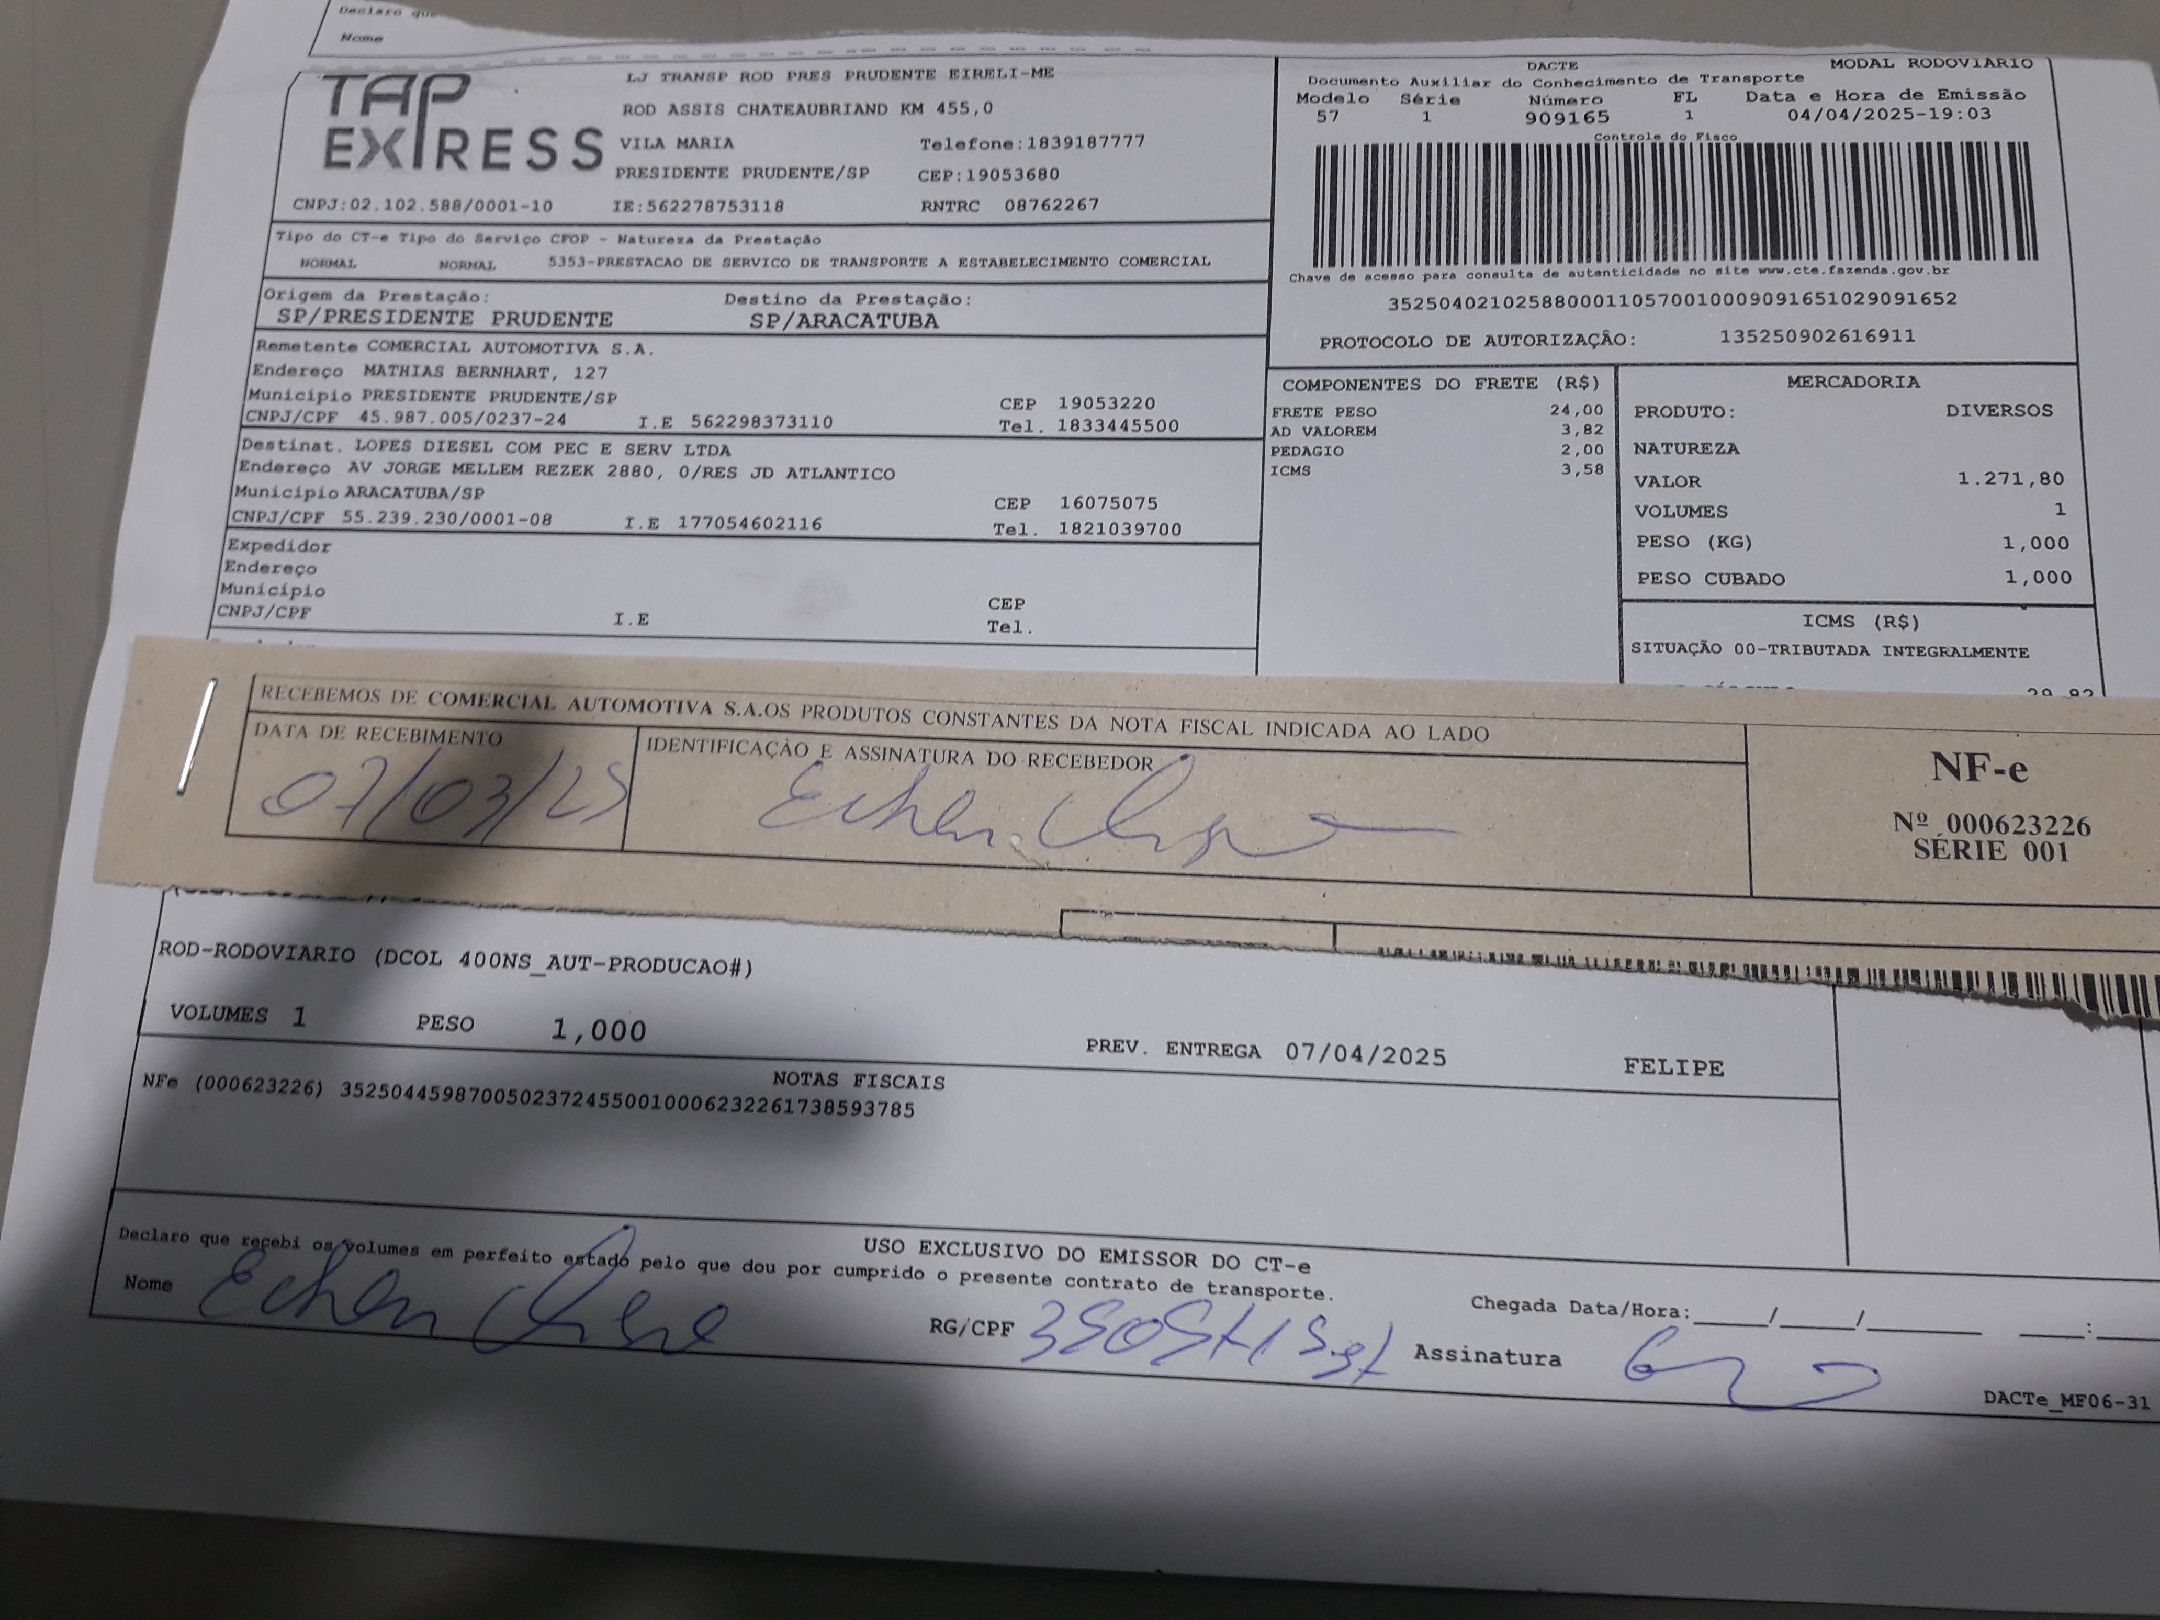 Declaro que
Nome
TAP EXPRESS
LJ TRANSP ROD PRES PRUDENTE EIRELI-ME
ROD ASSIS CHATEAUBRIAND KM 455,0
VILA MARIA Telefone:1839187777
PRESIDENTE PRUDENTE/SP CEP:19053680
CNPJ:02.102.588/0001-10 IE:562278753118 RNTRC 08762267
DACTE MODAL RODOVIARIO
Documento Auxiliar do Conhecimento de Transporte
Modelo Série Número FL Data e Hora de Emissão
57 1 909165 1 04/04/2025-19:03
Controle do Fisco
Chave de acesso para consulta de autenticidade no site www.cte.fazenda.gov.br
35250402102588000110570010009091651029091652
PROTOCOLO DE AUTORIZAÇÃO: 135250902616911
Tipo do CT-e Tipo do Serviço CFOP - Natureza da Prestação
NORMAL NORMAL 5353-PRESTACAO DE SERVICO DE TRANSPORTE A ESTABELECIMENTO COMERCIAL
Origem da Prestação: Destino da Prestação:
SP/PRESIDENTE PRUDENTE SP/ARACATUBA
Remetente COMERCIAL AUTOMOTIVA S.A.
Endereço MATHIAS BERNHART, 127
Município PRESIDENTE PRUDENTE/SP CEP 19053220
CNPJ/CPF 45.987.005/0237-24 I.E 562298373110 Tel. 1833445500
Destinat. LOPES DIESEL COM PEC E SERV LTDA
Endereço AV JORGE MELLEM REZEK 2880, 0/RES JD ATLANTICO
Município ARACATUBA/SP CEP 16075075
CNPJ/CPF 55.239.230/0001-08 I.E 177054602116 Tel. 1821039700
Expedidor
Endereço
Município CEP
CNPJ/CPF I.E Tel.
COMPONENTES DO FRETE (R$)
FRETE PESO 24,00
AD VALOREM 3,82
PEDAGIO 2,00
ICMS 3,58
MERCADORIA
PRODUTO: DIVERSOS
NATUREZA
VALOR 1.271,80
VOLUMES 1
PESO (KG) 1,000
PESO CUBADO 1,000
ICMS (R$)
SITUAÇÃO 00-TRIBUTADA INTEGRALMENTE
29,82
RECEBEMOS DE COMERCIAL AUTOMOTIVA S.A.OS PRODUTOS CONSTANTES DA NOTA FISCAL INDICADA AO LADO
DATA DE RECEBIMENTO IDENTIFICAÇÃO E ASSINATURA DO RECEBEDOR
07/03/25
NF-e
Nº 000623226
SÉRIE 001
ROD-RODOVIARIO (DCOL 400NS_AUT-PRODUCAO#)
VOLUMES 1 PESO 1,000 PREV. ENTREGA 07/04/2025 FELIPE
NOTAS FISCAIS
NFe (000623226) 35250445987005023724550010006232261738593785
USO EXCLUSIVO DO EMISSOR DO CT-e
Declaro que recebi os volumes em perfeito estado pelo que dou por cumprido o presente contrato de transporte.
Nome RG/CPF Assinatura
Chegada Data/Hora:_____/_____/_______ ___:___
DACTe_MF06-31